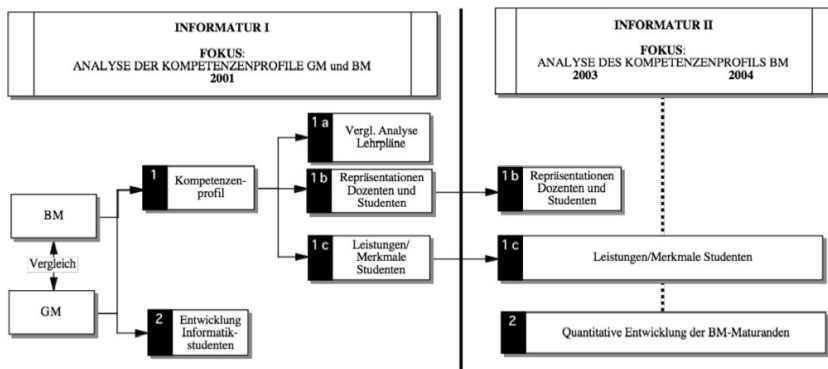 INFORMATUR I
FOKUS:
ANALYSE DER KOMPETENZENPROFILE GM und BM
2001
INFORMATUR II
FOKUS:
ANALYSE DES KOMPETENZENPROFILS BM
2003 2004
1 a
Vergl. Analyse
Lehrpläne
1
Kompetenzen-
profil
1 b
Repräsentationen
Dozenten und
Studenten
1 b
Repräsentationen
Dozenten und
Studenten
BM
Vergleich
GM
1 c
Leistungen/
Merkmale
Studenten
1 c
Leistungen/Merkmale Studenten
2
Entwicklung
Informatik-
studenten
2
Quantitative Entwicklung der BM-Maturanden